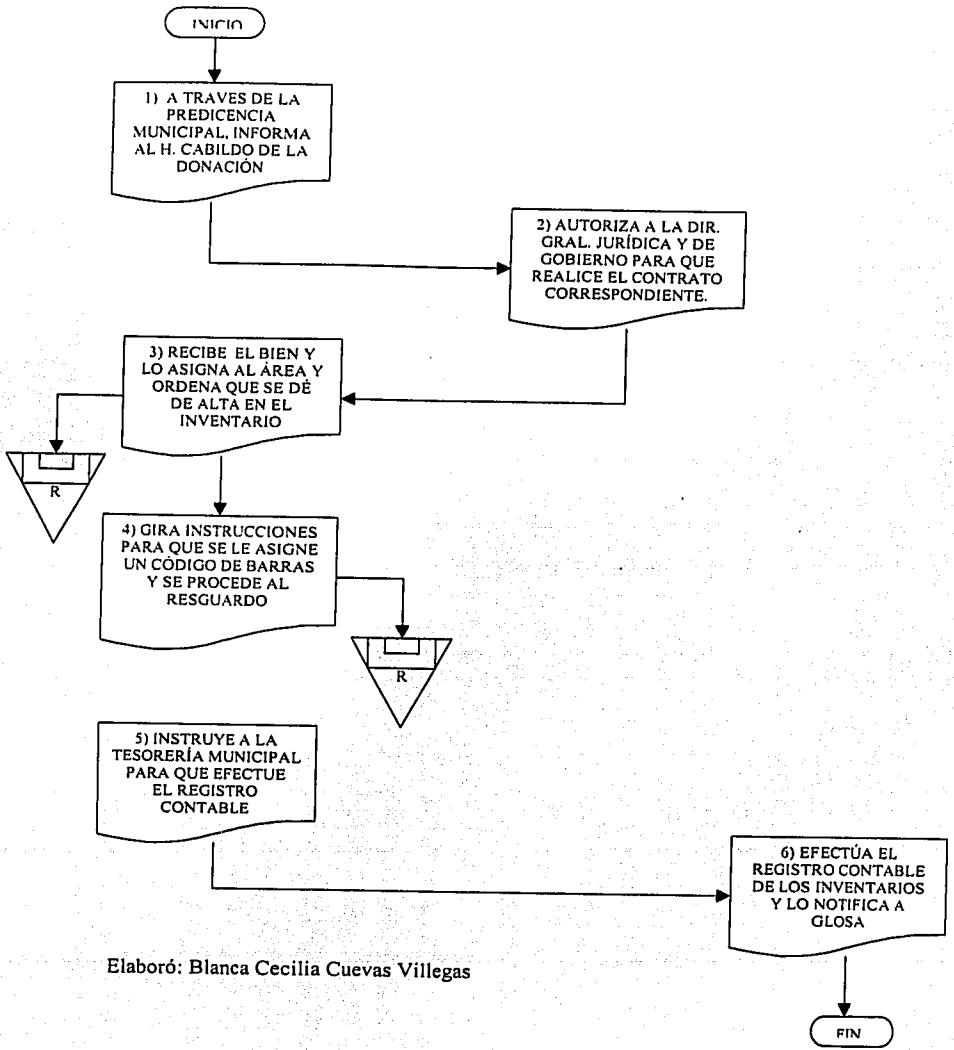 INICIO
1) A TRAVES DE LA
PREDICENCIA
MUNICIPAL, INFORMA
AL H. CABILDO DE LA
DONACIÓN
2) AUTORIZA A LA DIR.
GRAL. JURÍDICA Y DE
GOBIERNO PARA QUE
REALICE EL CONTRATO
CORRESPONDIENTE.
3) RECIBE EL BIEN Y
LO ASIGNA AL ÁREA Y
ORDENA QUE SE DÉ
DE ALTA EN EL
INVENTARIO
R
4) GIRA INSTRUCCIONES
PARA QUE SE LE ASIGNE
UN CÓDIGO DE BARRAS
Y SE PROCEDE AL
RESGUARDO
R
5) INSTRUYE A LA
TESORERÍA MUNICIPAL
PARA QUE EFECTUE
EL REGISTRO
CONTABLE
6) EFECTÚA EL
REGISTRO CONTABLE
DE LOS INVENTARIOS
Y LO NOTIFICA A
GLOSA
Elaboró: Blanca Cecilia Cuevas Villegas
FIN